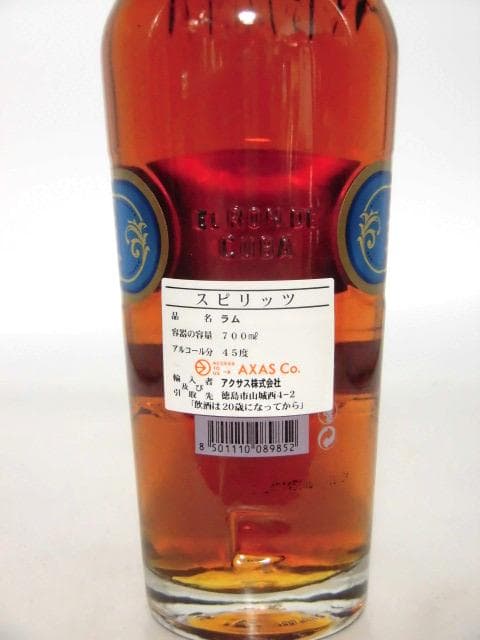 EL RON DE
CUBA
スピリッツ
品名 ラム
容器の容量 700㎖
アルコール分 45度
ACCESS TO US AXAS Co.
輸入者 アクサス株式会社
及び
引取先 徳島市山城西4-2
「飲酒は20歳になってから」
8 501110 089852